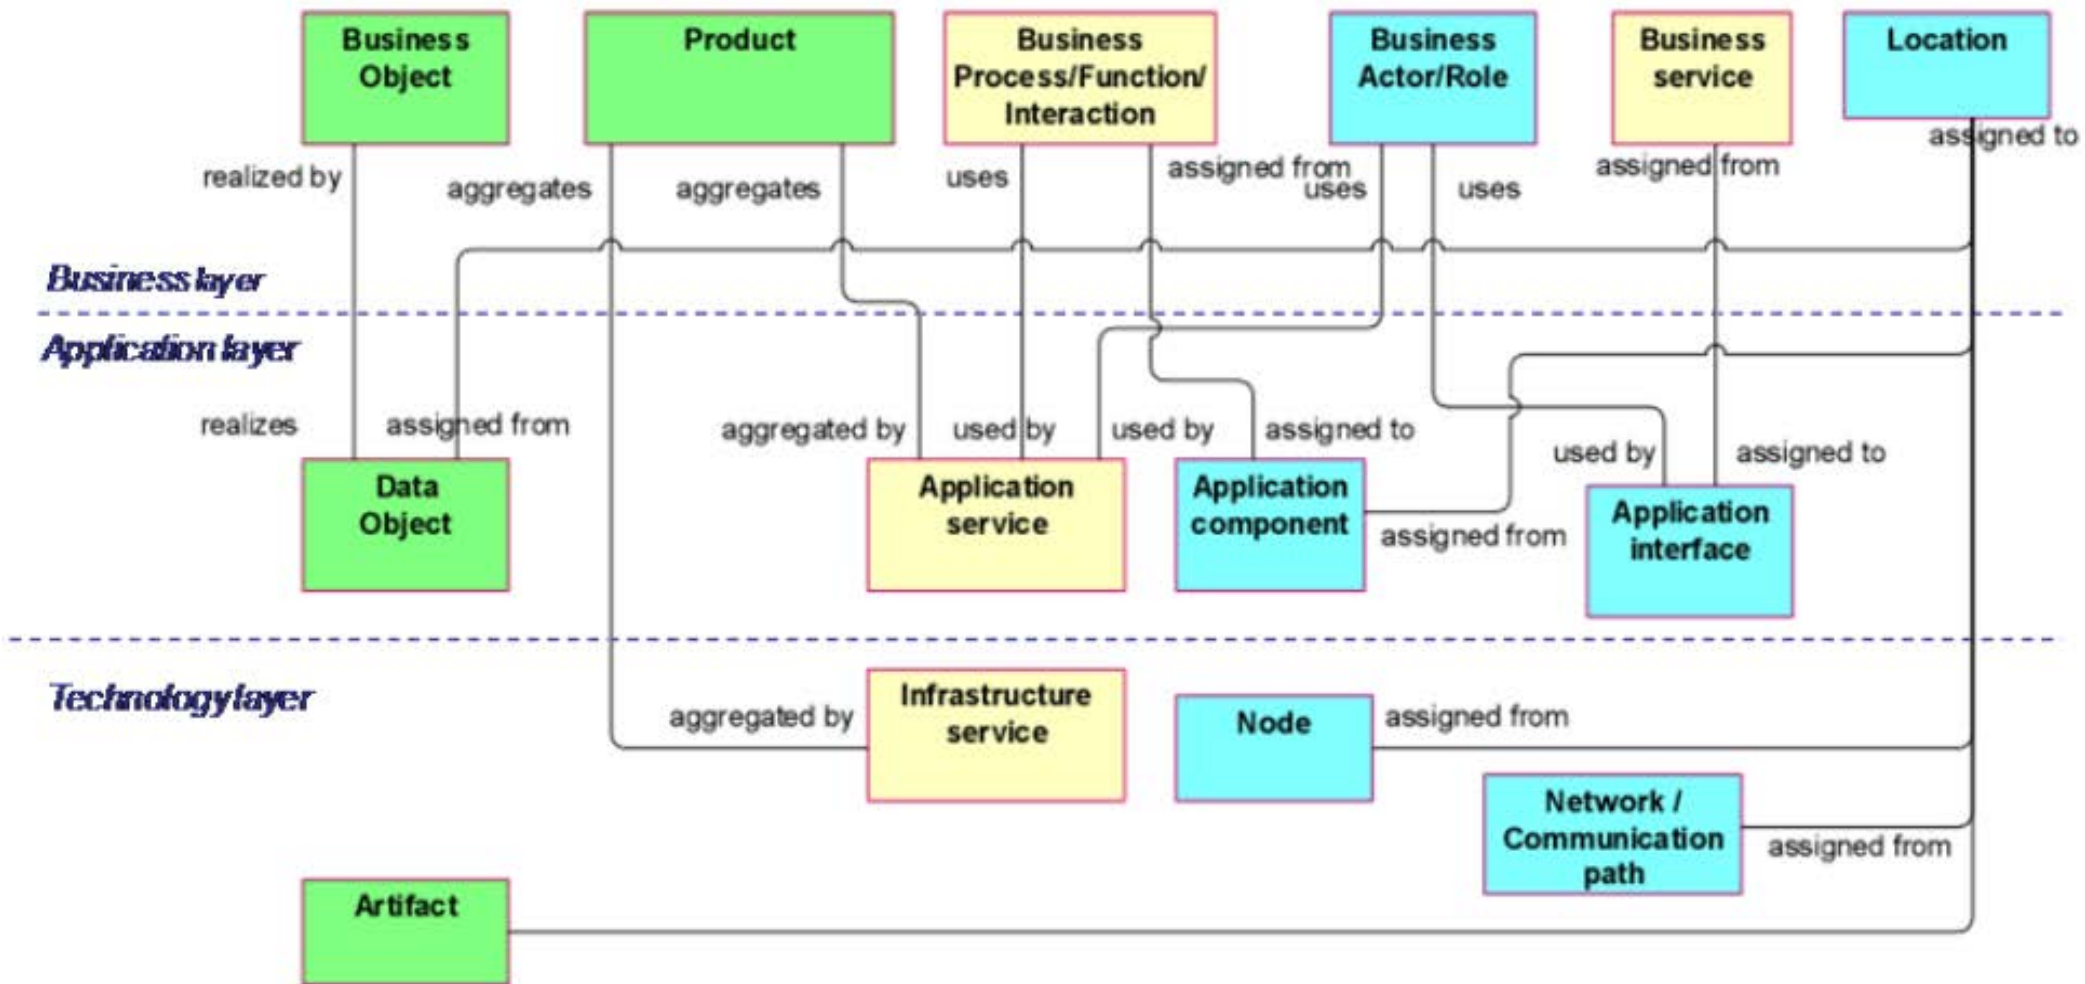 Business
Object
Product
Business
Process/Function/
Interaction
Business
Actor/Role
Business
service
Location
assigned to
realized by
aggregates
aggregates
uses
assigned from
uses
uses
assigned from
Business layer
Application layer
realizes
assigned from
aggregated by
used by
used by
assigned to
used by
assigned to
Data
Object
Application
service
Application
component
assigned from
Application
interface
Technology layer
aggregated by
Infrastructure
service
Node
assigned from
Network /
Communication
path
assigned from
Artifact